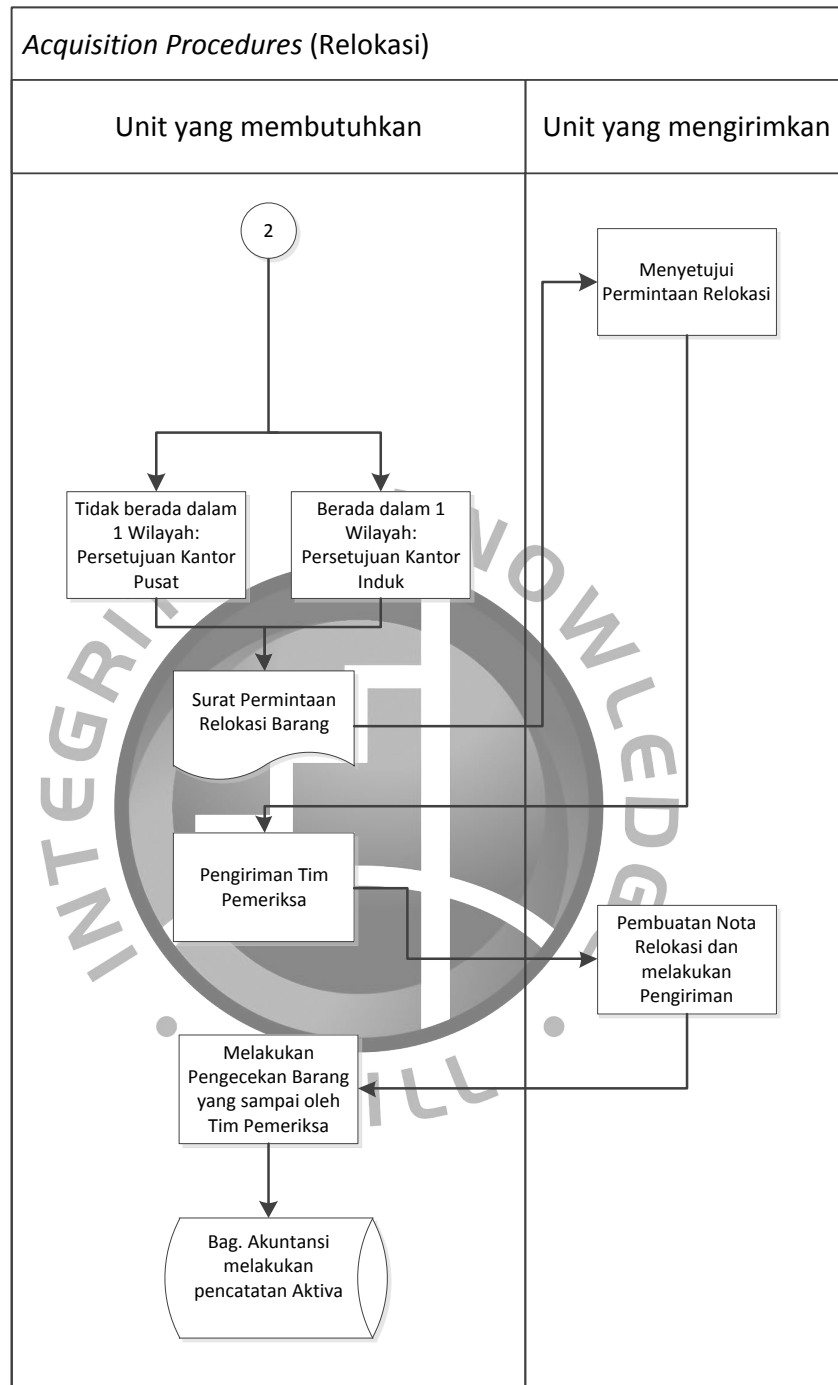 Acquisition Procedures (Relokasi)
Unit yang membutuhkan
Unit yang mengirimkan
2
Menyetujui
Permintaan Relokasi
Tidak berada dalam
1 Wilayah:
Persetujuan Kantor
Pusat
Berada dalam 1
Wilayah:
Persetujuan Kantor
Induk
Surat Permintaan
Relokasi Barang
Pengiriman Tim
Pemeriksa
Pembuatan Nota
Relokasi dan
melakukan
Pengiriman
Melakukan
Pengecekan Barang
yang sampai oleh
Tim Pemeriksa
Bag. Akuntansi
melakukan
pencatatan Aktiva